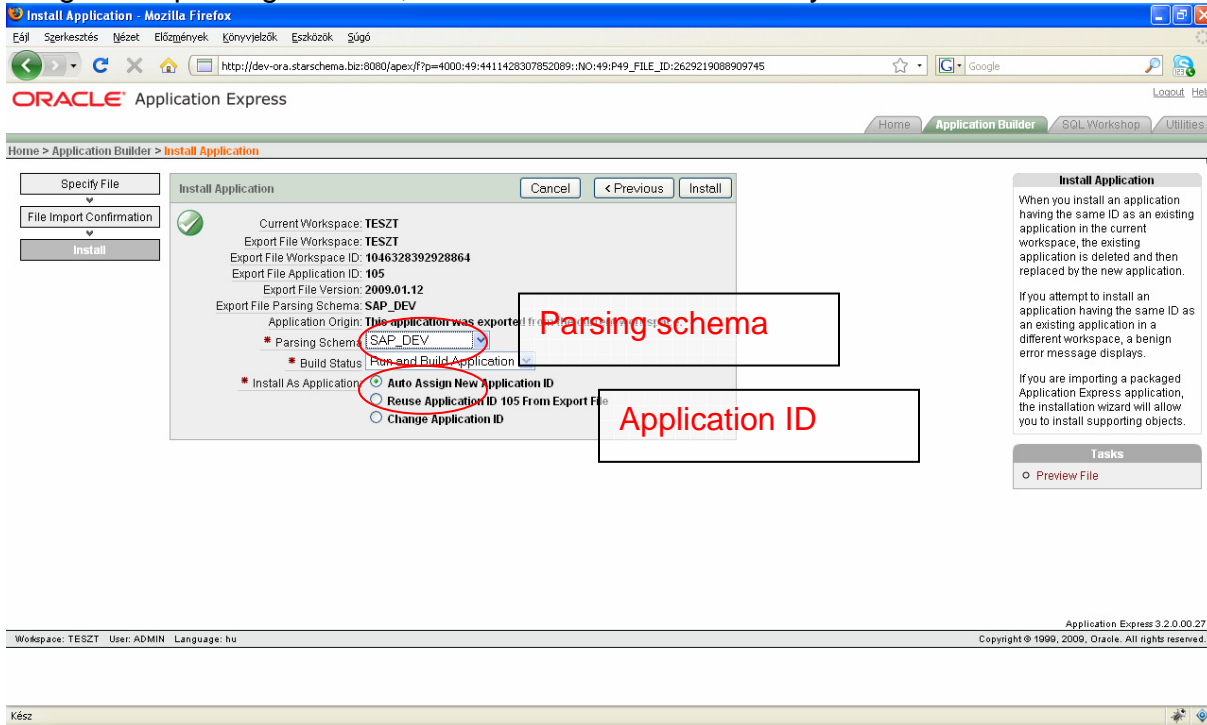 Install Application - Mozilla Firefox
Fájl Szerkesztés Nézet Előzmények Könyvjelzők Eszközök Súgó
http://dev-ora.starschema.biz:8080/apex/f?p=4000:49:4411428307852089::NO:49:P49_FILE_ID:2629219088909745
Google
ORACLE Application Express
Logout Hel
Home Application Builder SQL Workshop Utilities
Home > Application Builder > Install Application
Specify File
File Import Confirmation
Install
Install Application
Cancel < Previous Install
Current Workspace: TESZT
Export File Workspace: TESZT
Export File Workspace ID: 1046328392928864
Export File Application ID: 105
Export File Version: 2009.01.12
Export File Parsing Schema: SAP_DEV
Application Origin: This application was exported from the current workspace.
* Parsing Schema SAP_DEV
* Build Status Run and Build Application
* Install As Application: Auto Assign New Application ID
Reuse Application ID 105 From Export File
Change Application ID
Parsing schema
Application ID
Install Application
When you install an application
having the same ID as an existing
application in the current
workspace, the existing
application is deleted and then
replaced by the new application.
If you attempt to install an
application having the same ID as
an existing application in a
different workspace, a benign
error message displays.
If you are importing a packaged
Application Express application,
the installation wizard will allow
you to install supporting objects.
Tasks
Preview File
Application Express 3.2.0.00.27
Workspace: TESZT User: ADMIN Language: hu
Copyright © 1999, 2009, Oracle. All rights reserved.
Kész